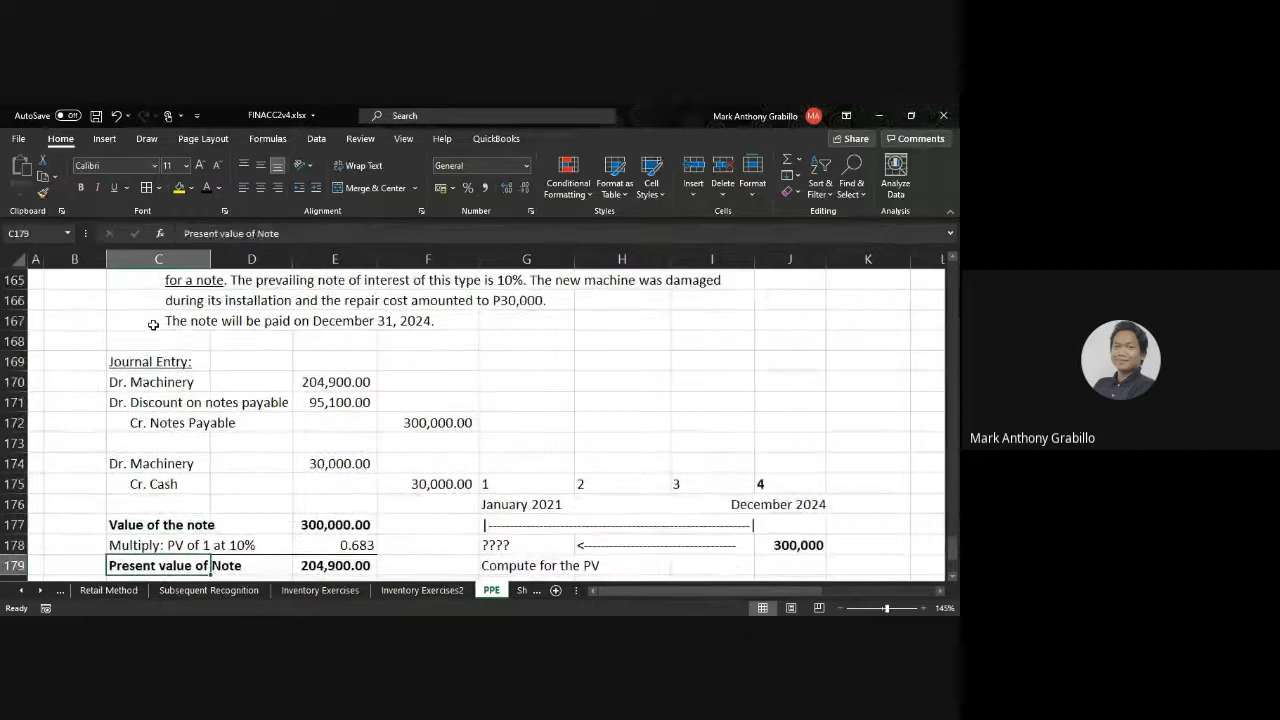 AutoSave Off FINACC2v4.xlsx Search Mark Anthony Grabillo MA
File Home Insert Draw Page Layout Formulas Data Review View Help QuickBooks Share Comments
Calibri 11 A A Wrap Text General
B I U A Merge & Center % 9
Conditional Formatting Format as Table Cell Styles Insert Delete Format Sort & Filter Find & Select Analyze Data
Clipboard Font Alignment Number Styles Cells Editing Analysis
C179 fx Present value of Note
A B C D E F G H I J K L
165 for a note. The prevailing note of interest of this type is 10%. The new machine was damaged
166 during its installation and the repair cost amounted to P30,000.
167 The note will be paid on December 31, 2024.
168
169 Journal Entry:
170 Dr. Machinery 204,900.00
171 Dr. Discount on notes payable 95,100.00
172 Cr. Notes Payable 300,000.00
173
174 Dr. Machinery 30,000.00
175 Cr. Cash 30,000.00 1 2 3 4
176 January 2021 December 2024
177 Value of the note 300,000.00 |-------------------------------------------------------------------|
178 Multiply: PV of 1 at 10% 0.683 ???? <-------------------------------------- 300,000
179 Present value of Note 204,900.00 Compute for the PV
... Retail Method Subsequent Recognition Inventory Exercises Inventory Exercises2 PPE Sh ...
Ready 145%
Mark Anthony Grabillo